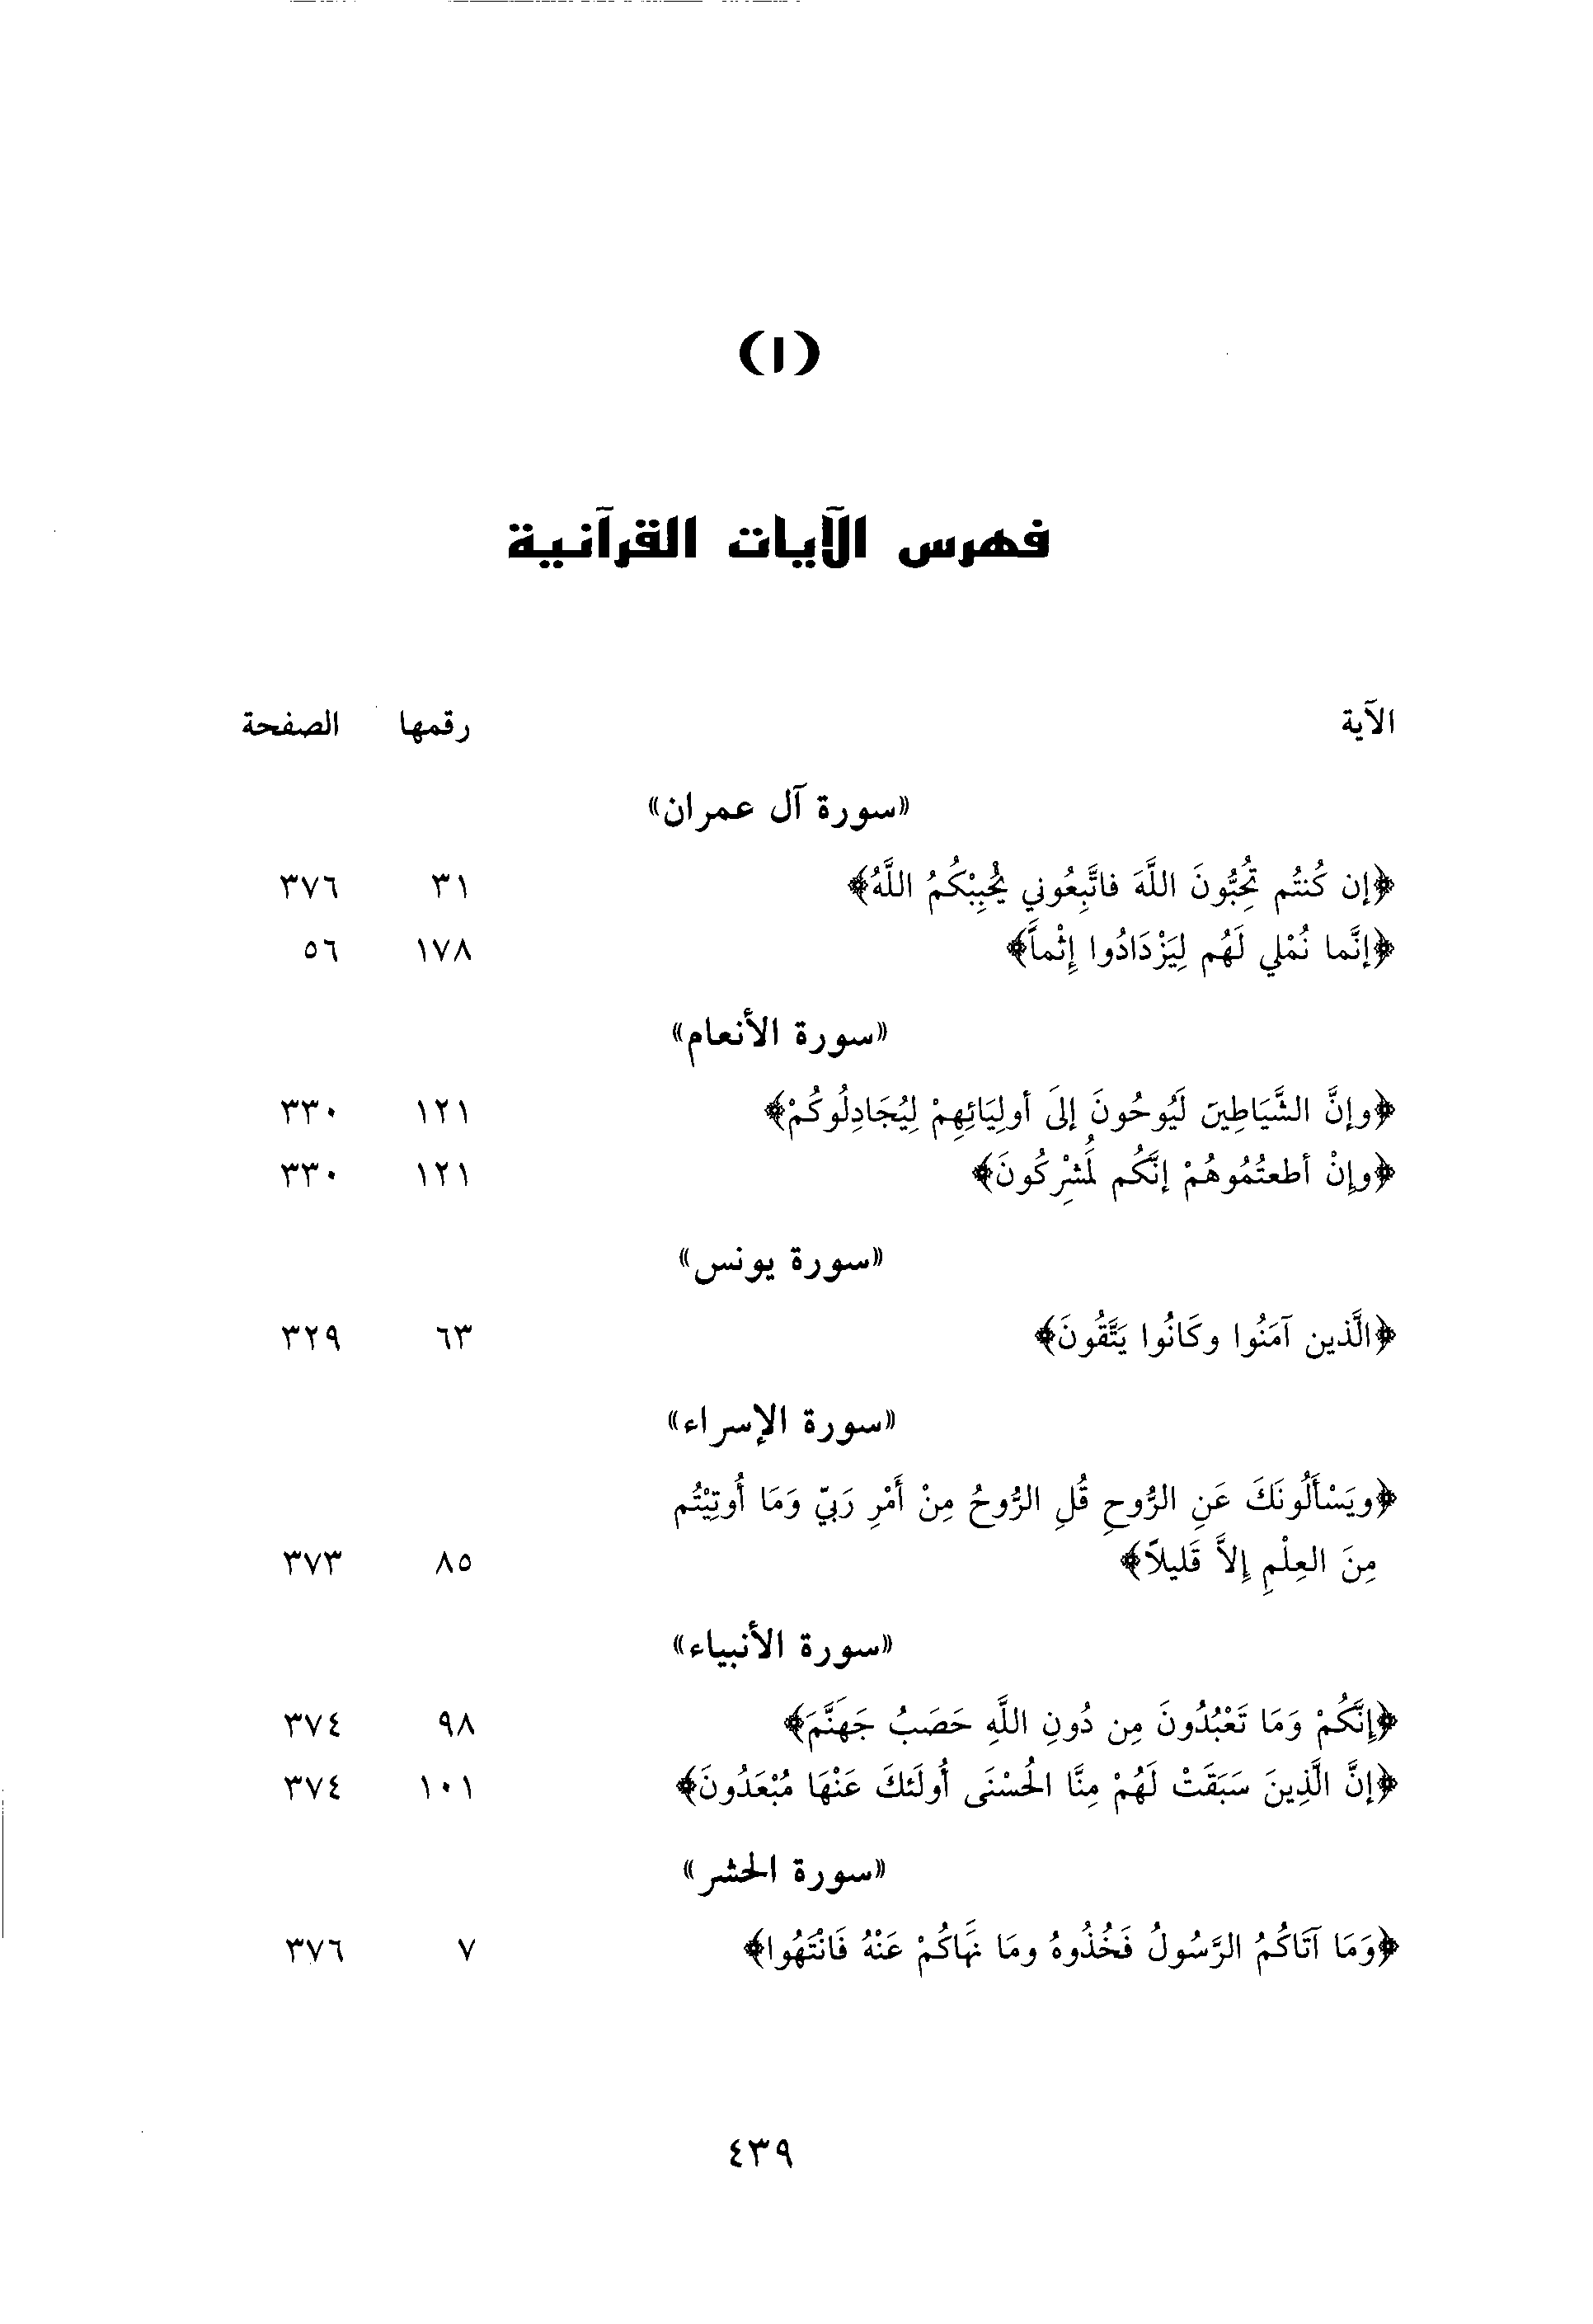 (١)
فهرس الآيات القرآنية
الآية رقمها الصفحة
«سورة آل عمران»
﴿إن كُنتُم تُحِبُّونَ اللَّهَ فاتَّبِعُوني يُحْبِبْكُمُ اللَّهُ﴾ ٣١ ٣٧٦
﴿إنَّما نُمْلي لَهُم لِيَزْدَادُوا إِثْماً﴾ ١٧٨ ٥٦
«سورة الأنعام»
﴿وإنَّ الشَّيَاطِينَ لَيُوحُونَ إلىَ أولِيَائِهِمْ لِيُجَادِلُوكُمْ﴾ ١٢١ ٣٣٠
﴿وإنْ أطعتُمُوهُمْ إنَّكُم لَمُشْرِكُونَ﴾ ١٢١ ٣٣٠
«سورة يونس»
﴿الَّذين آمَنُوا وكَانُوا يَتَّقُونَ﴾ ٦٣ ٣٢٩
«سورة الإسراء»
﴿ويَسْأَلُونَكَ عَنِ الرُّوحِ قُلِ الرُّوحُ مِنْ أَمْرِ رَبيّ وَمَا أُوتِيْتُم
مِنَ العِلْمِ إِلاَّ قَليلاً﴾ ٨٥ ٣٧٣
«سورة الأنبياء»
﴿إِنَّكُمْ وَمَا تَعْبُدُونَ مِن دُونِ اللَّهِ حَصَبُ جَهَنَّمَ﴾ ٩٨ ٣٧٤
﴿إنَّ الَّذِينَ سَبَقَتْ لَهُمْ مِنَّا الحُسْنَى أُولَئكَ عَنْهَا مُبْعَدُونَ﴾ ١٠١ ٣٧٤
«سورة الحشر»
﴿وَمَا آتَاكُمُ الرَّسُولُ فَخُذُوهُ ومَا نَهَاكُمْ عَنْهُ فَانْتَهُوا﴾ ٧ ٣٧٦
٤٣٩